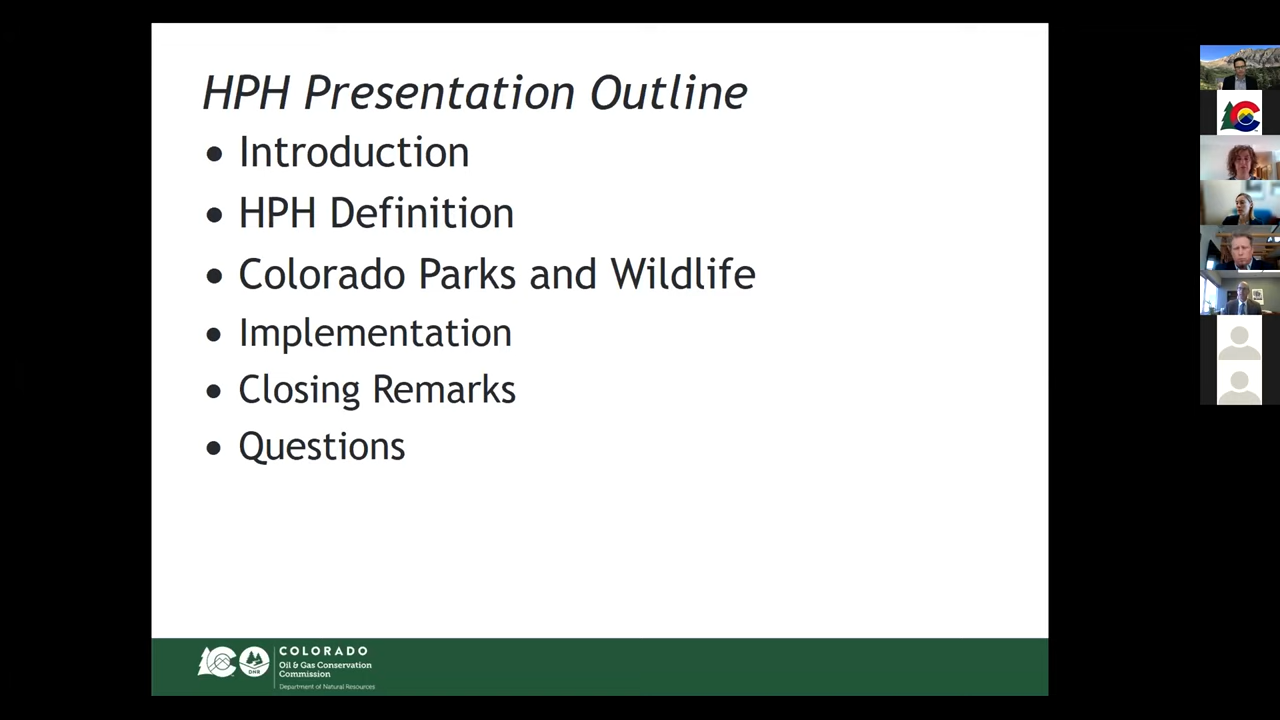 HPH Presentation Outline
• Introduction
• HPH Definition
• Colorado Parks and Wildlife
• Implementation
• Closing Remarks
• Questions
COLORADO
Oil & Gas Conservation
Commission
Department of Natural Resources
DNR